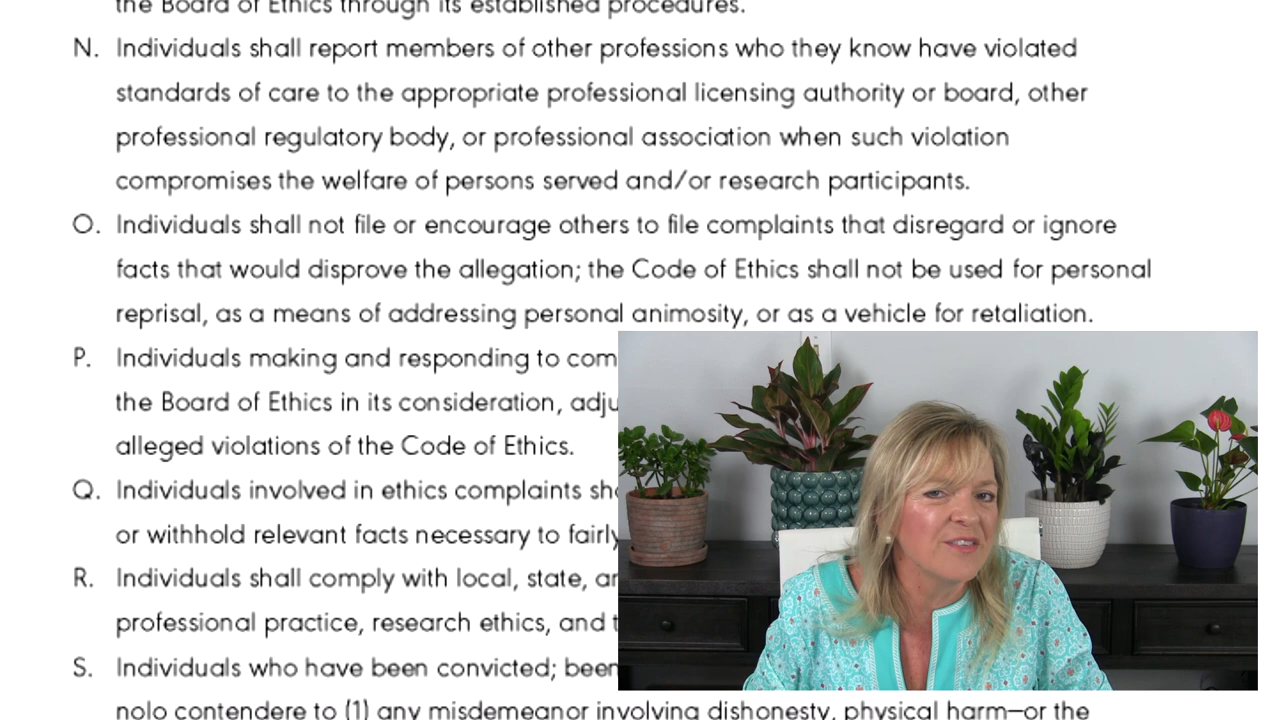 the Board of Ethics through its established procedures.
N. Individuals shall report members of other professions who they know have violated
standards of care to the appropriate professional licensing authority or board, other
professional regulatory body, or professional association when such violation
compromises the welfare of persons served and/or research participants.
O. Individuals shall not file or encourage others to file complaints that disregard or ignore
facts that would disprove the allegation; the Code of Ethics shall not be used for personal
reprisal, as a means of addressing personal animosity, or as a vehicle for retaliation.
P. Individuals making and responding to com
the Board of Ethics in its consideration, adju
alleged violations of the Code of Ethics.
Q. Individuals involved in ethics complaints sh
or withhold relevant facts necessary to fairly
R. Individuals shall comply with local, state, an
professional practice, research ethics, and t
S. Individuals who have been convicted; been
nolo contendere to (1) any misdemeanor involving dishonesty, physical harm—or the